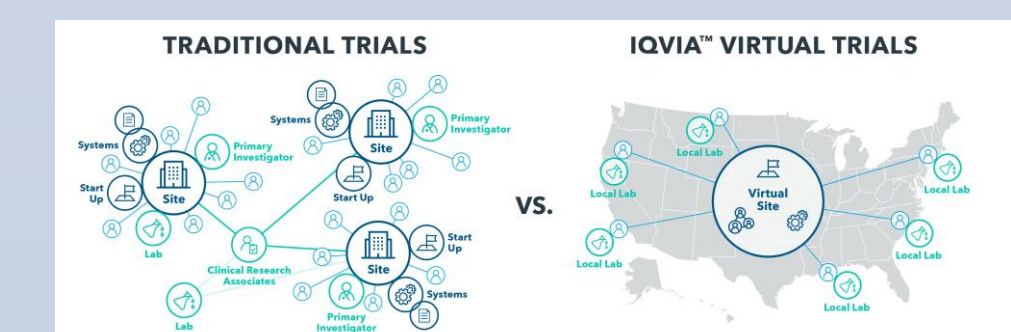 TRADITIONAL TRIALS
Systems
Start
Up
Site
Primary
Investigator
Lab
Systems
Site
Primary
Investigator
Start Up
Clinical Research
Associates
Lab
Site
Start
Up
Systems
Primary
Investigator
VS.
IQVIA™ VIRTUAL TRIALS
Local Lab
Local Lab
Local Lab
Virtual
Site
Local Lab
Local Lab
Local Lab